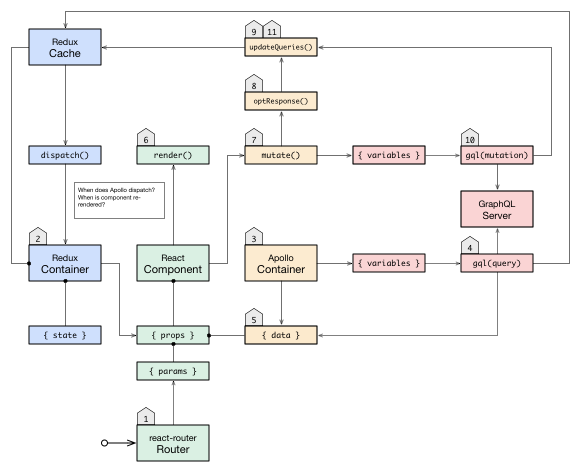 9
11
Redux
Cache
updateQueries()
8
optResponse()
6
7
10
dispatch()
render()
mutate()
{ variables }
gql(mutation)
When does Apollo dispatch?
When is component re-
rendered?
GraphQL
Server
2
3
4
Redux
Container
React
Component
Apollo
Container
{ variables }
gql(query)
5
{ state }
{ props }
{ data }
{ params }
1
react-router
Router